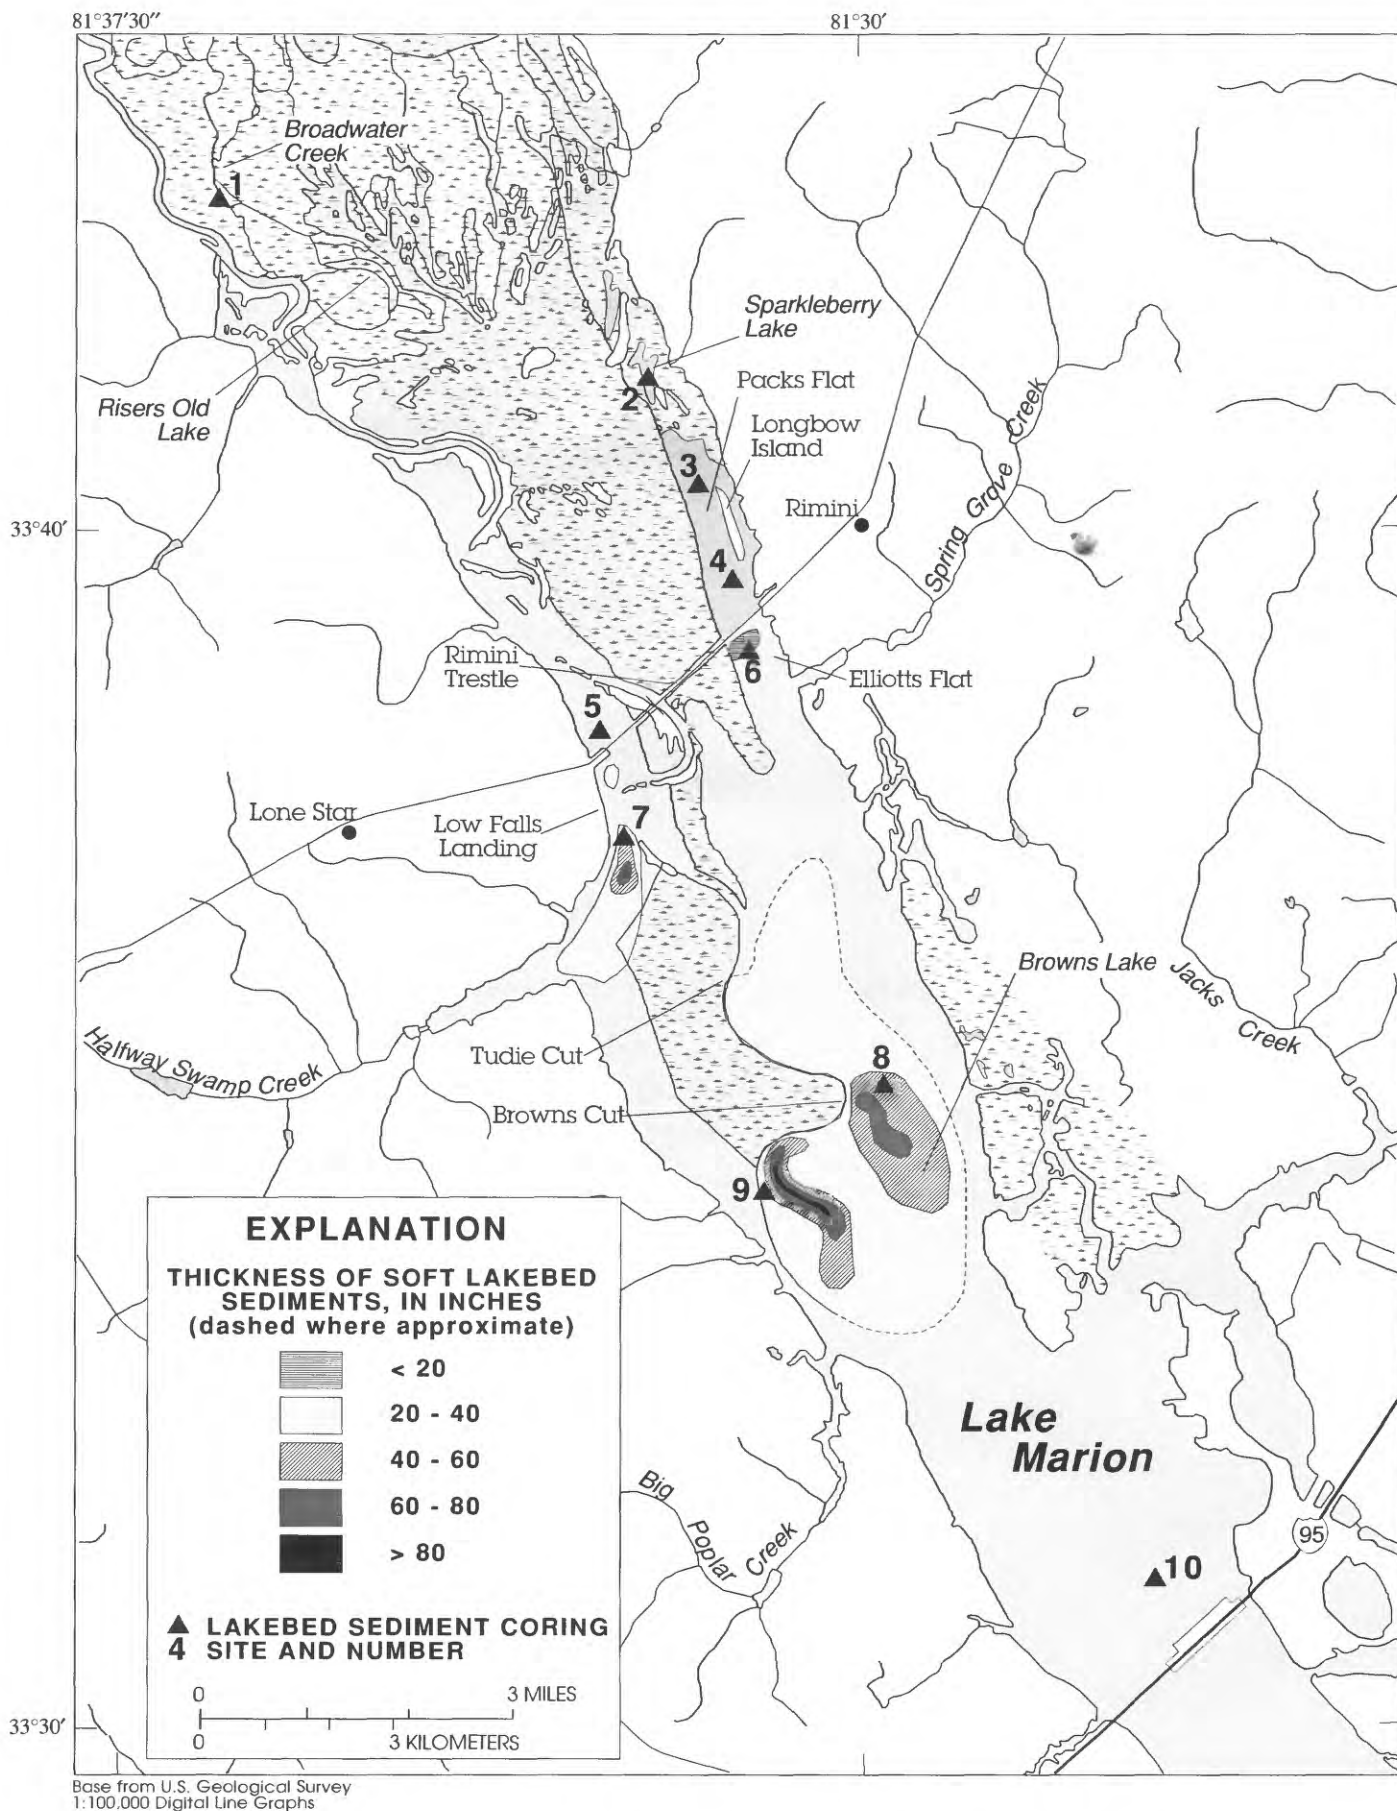 81°37'30"
81°30'
Broadwater
Creek
1
Sparkleberry
Lake
Packs Flat
2
Risers Old
Lake
Longbow
Island
3
Rimini
33°40'
4
Spring Grove Creek
Rimini
Trestle
6
Elliotts Flat
5
Lone Star
Low Falls
Landing
7
Browns Lake
Jacks Creek
Halfway Swamp Creek
Tudie Cut
8
Browns Cut
9
EXPLANATION
THICKNESS OF SOFT LAKEBED
SEDIMENTS, IN INCHES
(dashed where approximate)
< 20
20 - 40
40 - 60
60 - 80
> 80
LAKEBED SEDIMENT CORING
4 SITE AND NUMBER
0 3 MILES
0 3 KILOMETERS
Lake
Marion
Big Poplar Creek
95
10
33°30'
Base from U.S. Geological Survey
1:100,000 Digital Line Graphs